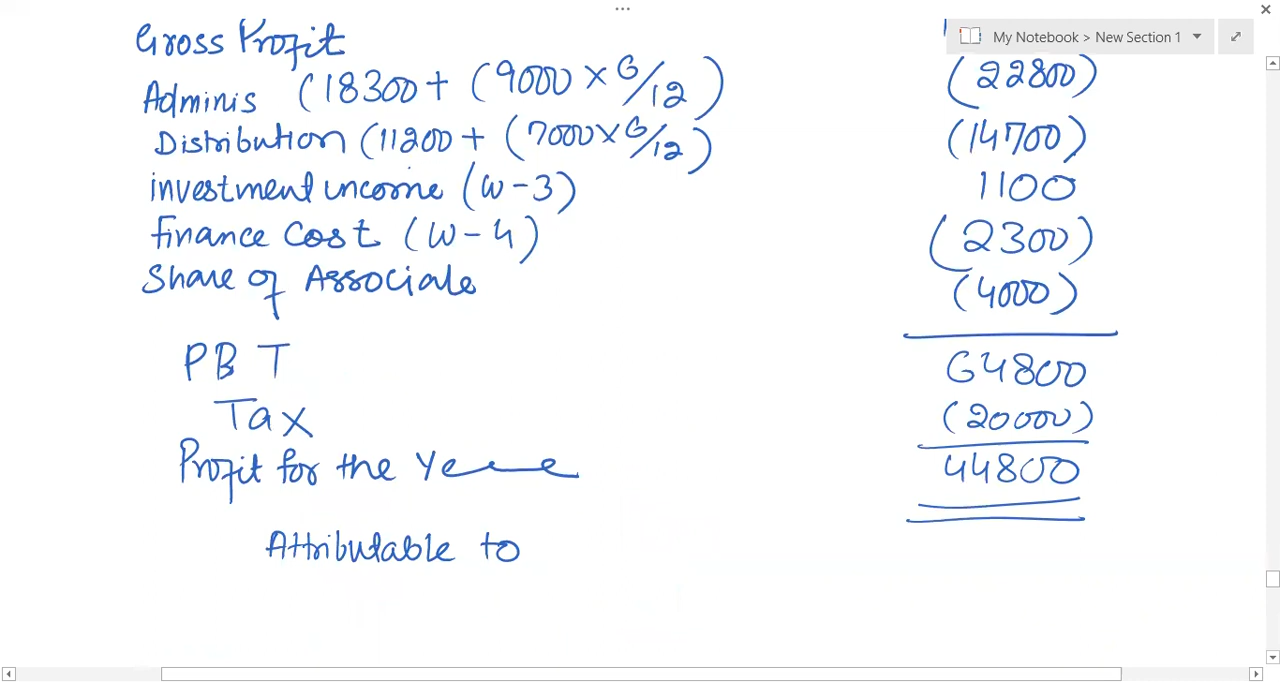 ...
My Notebook > New Section 1
Gross Profit
Adminis (18300 + (9000 × 6/12) (22800)
Distribution (11200 + (7000 × 6/12) (14700)
investment income (W-3) 1100
Finance Cost (W-4) (2300)
Share of Associate (4000)
PBT 64800
Tax (20000)
Profit for the 44800
Attributable to